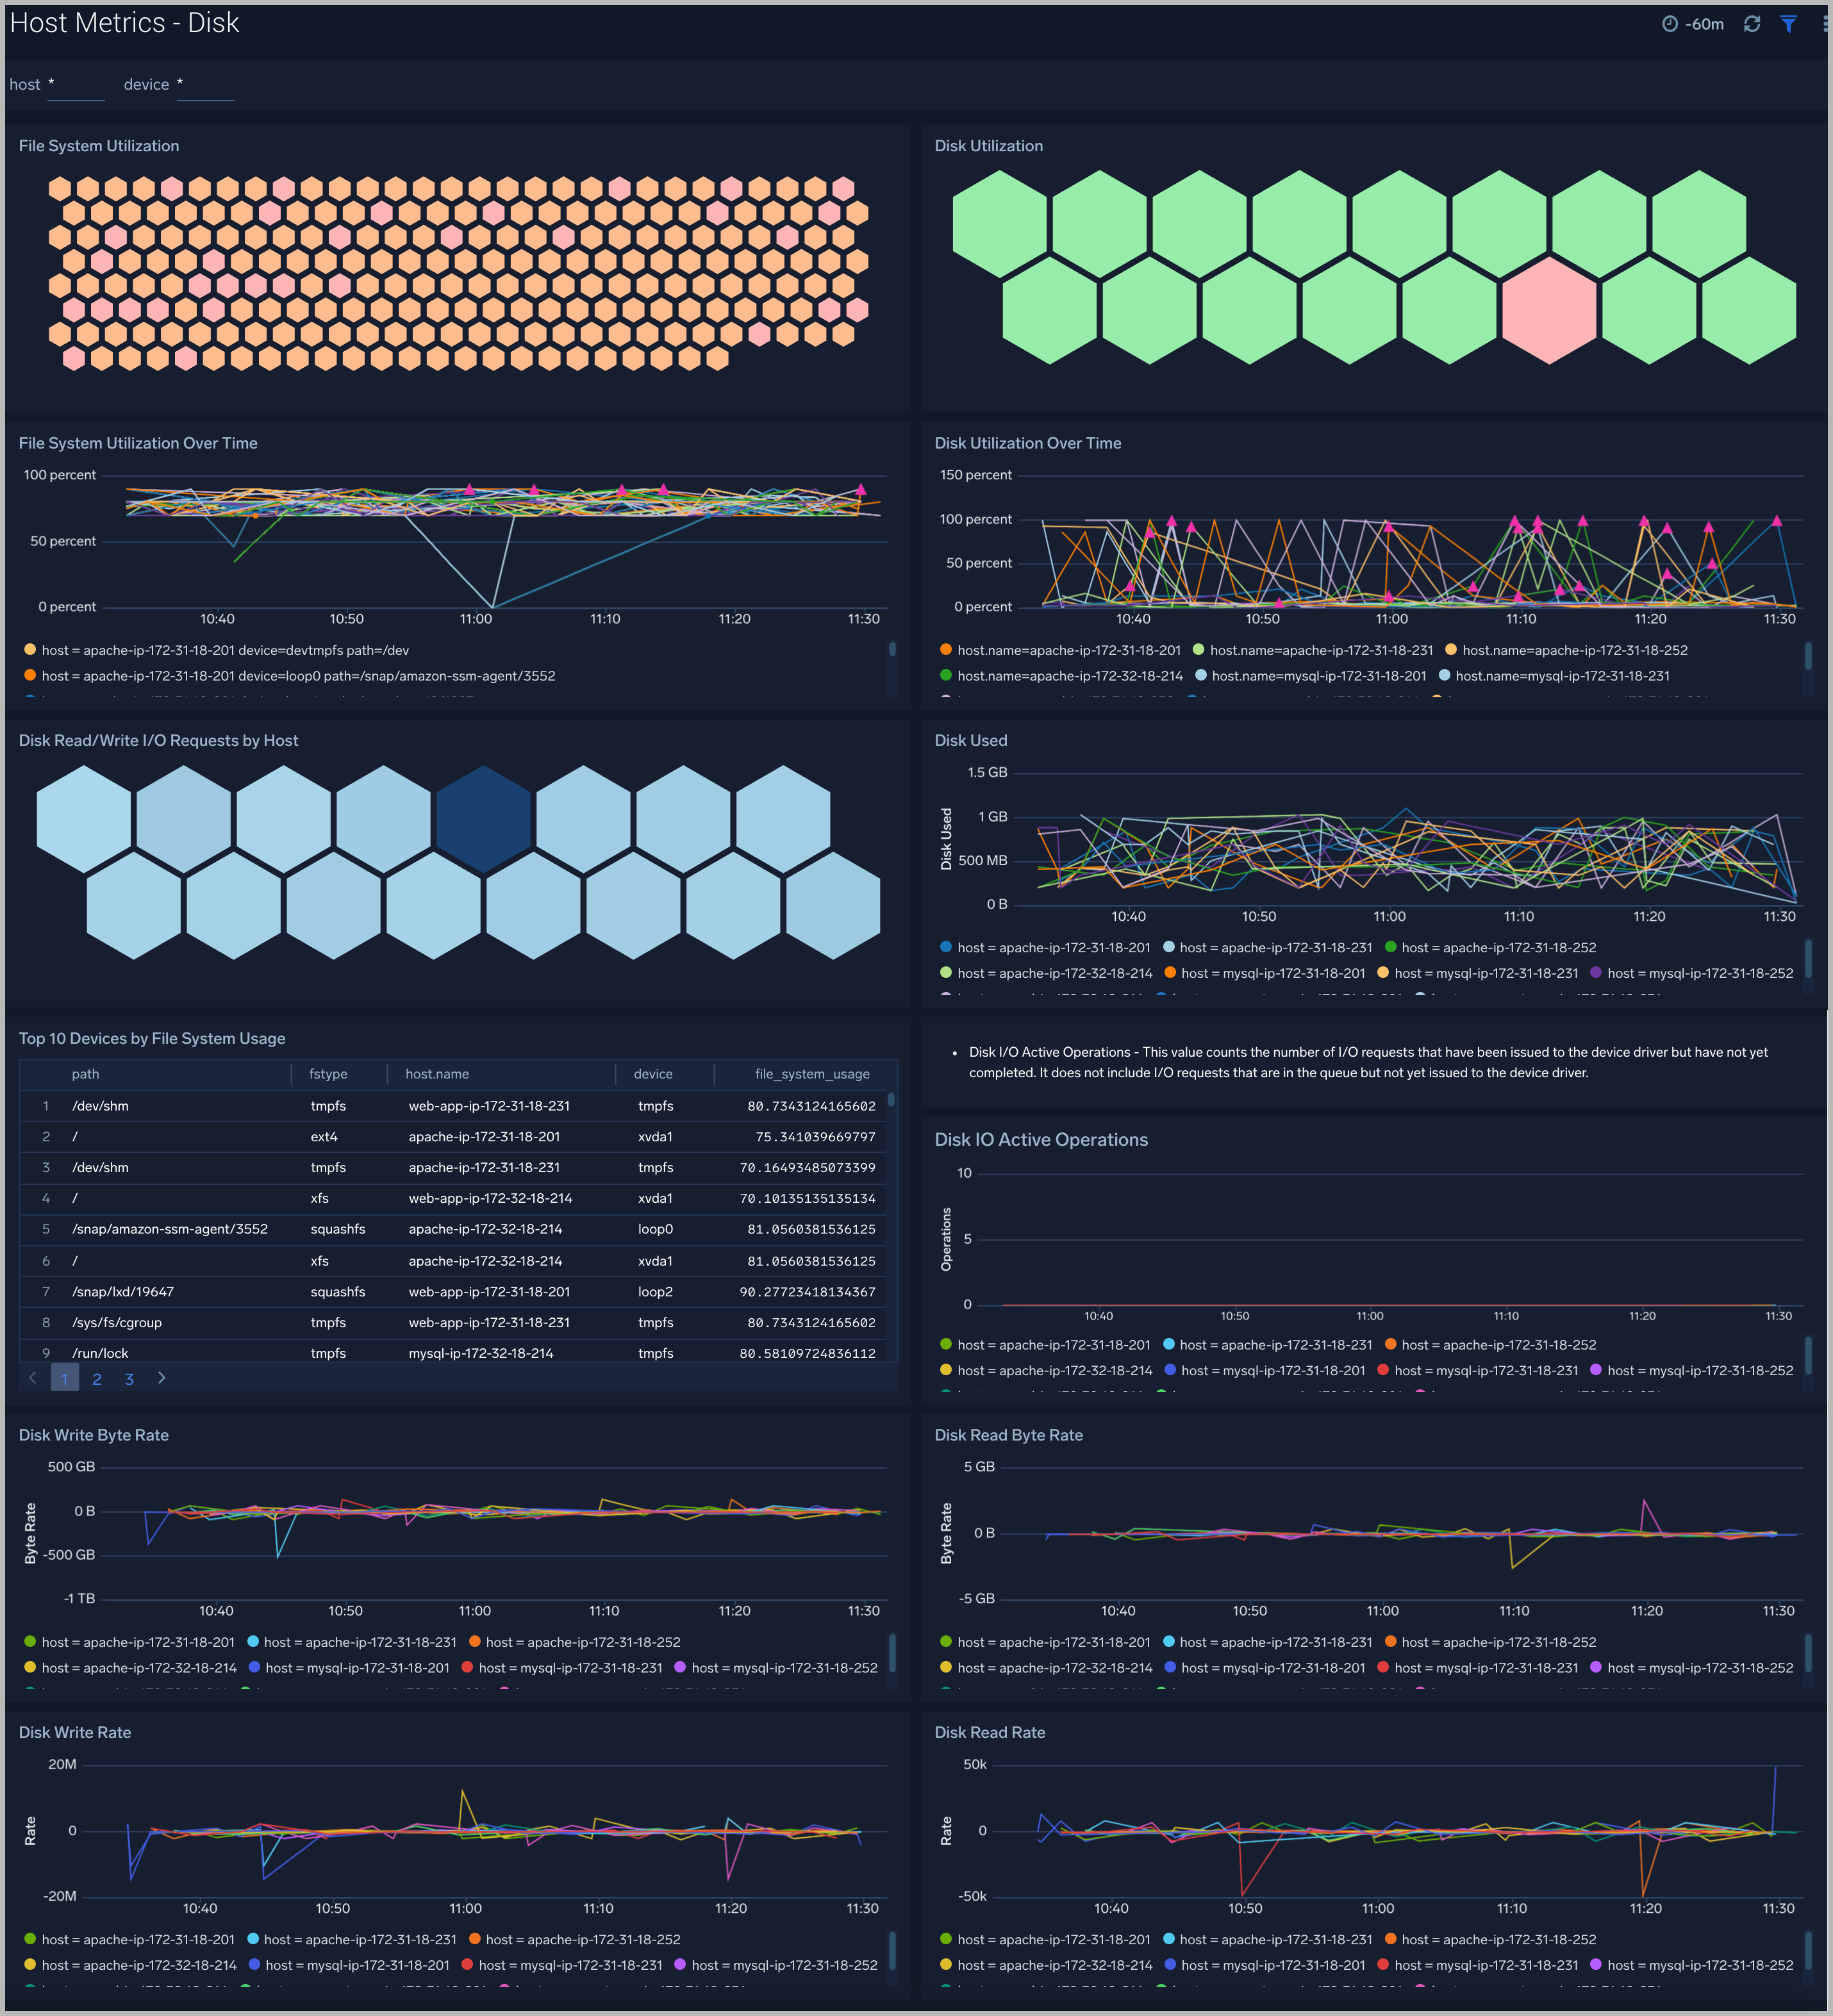 Host Metrics - Disk
-60m
host *
device *
File System Utilization
Disk Utilization
File System Utilization Over Time
100 percent
50 percent
0 percent
10:40 10:50 11:00 11:10 11:20 11:30
host = apache-ip-172-31-18-201 device=devtmpfs path=/dev
host = apache-ip-172-31-18-201 device=loop0 path=/snap/amazon-ssm-agent/3552
Disk Utilization Over Time
150 percent
100 percent
50 percent
0 percent
10:40 10:50 11:00 11:10 11:20 11:30
host.name=apache-ip-172-31-18-201 host.name=apache-ip-172-31-18-231 host.name=apache-ip-172-31-18-252
host.name=apache-ip-172-32-18-214 host.name=mysql-ip-172-31-18-201 host.name=mysql-ip-172-31-18-231
Disk Read/Write I/O Requests by Host
Disk Used
Disk Used
1.5 GB
1 GB
500 MB
0 B
10:40 10:50 11:00 11:10 11:20 11:30
host = apache-ip-172-31-18-201 host = apache-ip-172-31-18-231 host = apache-ip-172-31-18-252
host = apache-ip-172-32-18-214 host = mysql-ip-172-31-18-201 host = mysql-ip-172-31-18-231 host = mysql-ip-172-31-18-252
Top 10 Devices by File System Usage
path fstype host.name device file_system_usage
1 /dev/shm tmpfs web-app-ip-172-31-18-231 tmpfs 80.7343124165602
2 / ext4 apache-ip-172-31-18-201 xvda1 75.341039669797
3 /dev/shm tmpfs apache-ip-172-31-18-231 tmpfs 70.16493485073399
4 / xfs web-app-ip-172-32-18-214 xvda1 70.10135135135134
5 /snap/amazon-ssm-agent/3552 squashfs apache-ip-172-32-18-214 loop0 81.0560381536125
6 / xfs apache-ip-172-32-18-214 xvda1 81.0560381536125
7 /snap/lxd/19647 squashfs web-app-ip-172-31-18-201 loop2 90.27723418134367
8 /sys/fs/cgroup tmpfs web-app-ip-172-31-18-231 tmpfs 80.7343124165602
9 /run/lock tmpfs mysql-ip-172-32-18-214 tmpfs 80.58109724836112
1 2 3
• Disk I/O Active Operations - This value counts the number of I/O requests that have been issued to the device driver but have not yet
completed. It does not include I/O requests that are in the queue but not yet issued to the device driver.
Disk IO Active Operations
Operations
10
5
0
10:40 10:50 11:00 11:10 11:20 11:30
host = apache-ip-172-31-18-201 host = apache-ip-172-31-18-231 host = apache-ip-172-31-18-252
host = apache-ip-172-32-18-214 host = mysql-ip-172-31-18-201 host = mysql-ip-172-31-18-231 host = mysql-ip-172-31-18-252
Disk Write Byte Rate
Byte Rate
500 GB
0 B
-500 GB
-1 TB
10:40 10:50 11:00 11:10 11:20 11:30
host = apache-ip-172-31-18-201 host = apache-ip-172-31-18-231 host = apache-ip-172-31-18-252
host = apache-ip-172-32-18-214 host = mysql-ip-172-31-18-201 host = mysql-ip-172-31-18-231 host = mysql-ip-172-31-18-252
Disk Read Byte Rate
Byte Rate
5 GB
0 B
-5 GB
10:40 10:50 11:00 11:10 11:20 11:30
host = apache-ip-172-31-18-201 host = apache-ip-172-31-18-231 host = apache-ip-172-31-18-252
host = apache-ip-172-32-18-214 host = mysql-ip-172-31-18-201 host = mysql-ip-172-31-18-231 host = mysql-ip-172-31-18-252
Disk Write Rate
Rate
20M
0
-20M
10:40 10:50 11:00 11:10 11:20 11:30
host = apache-ip-172-31-18-201 host = apache-ip-172-31-18-231 host = apache-ip-172-31-18-252
host = apache-ip-172-32-18-214 host = mysql-ip-172-31-18-201 host = mysql-ip-172-31-18-231 host = mysql-ip-172-31-18-252
Disk Read Rate
Rate
50k
0
-50k
10:40 10:50 11:00 11:10 11:20 11:30
host = apache-ip-172-31-18-201 host = apache-ip-172-31-18-231 host = apache-ip-172-31-18-252
host = apache-ip-172-32-18-214 host = mysql-ip-172-31-18-201 host = mysql-ip-172-31-18-231 host = mysql-ip-172-31-18-252